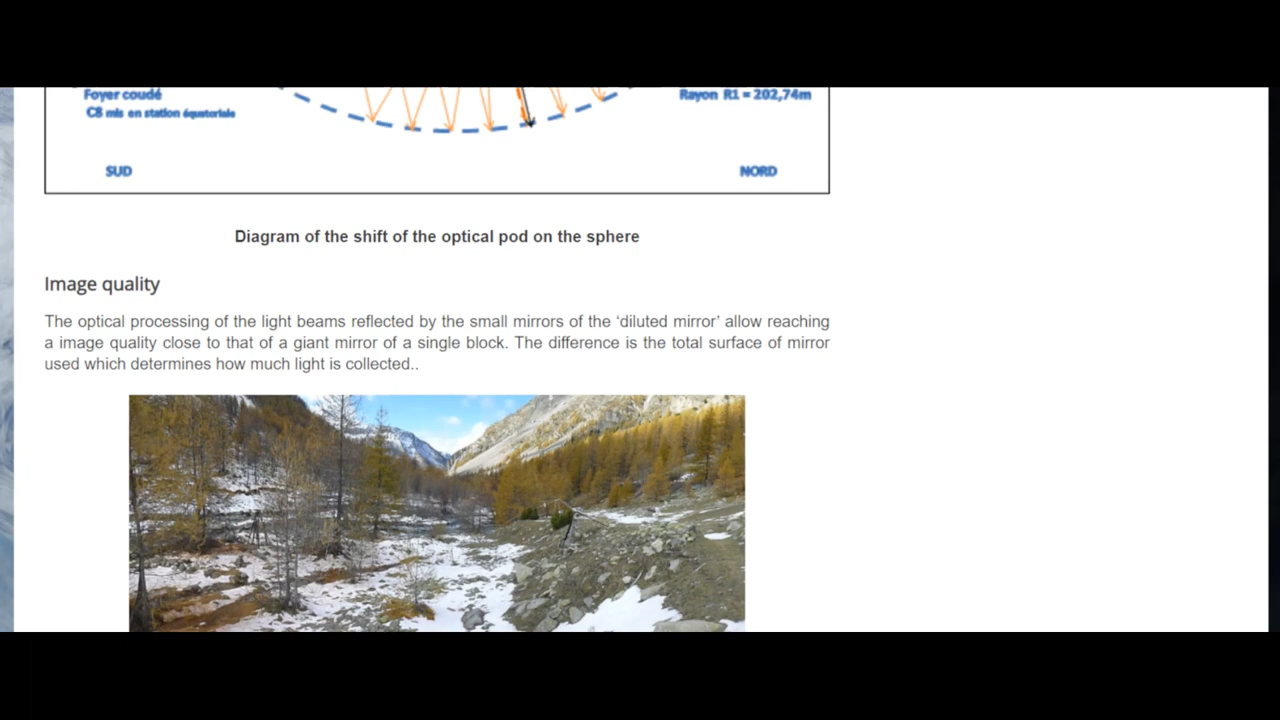 Foyer coudé
Rayon R1 = 202,74m
C8 mis en station équatoriale
SUD
NORD
Diagram of the shift of the optical pod on the sphere
Image quality
The optical processing of the light beams reflected by the small mirrors of the ‘diluted mirror’ allow reaching
a image quality close to that of a giant mirror of a single block. The difference is the total surface of mirror
used which determines how much light is collected..